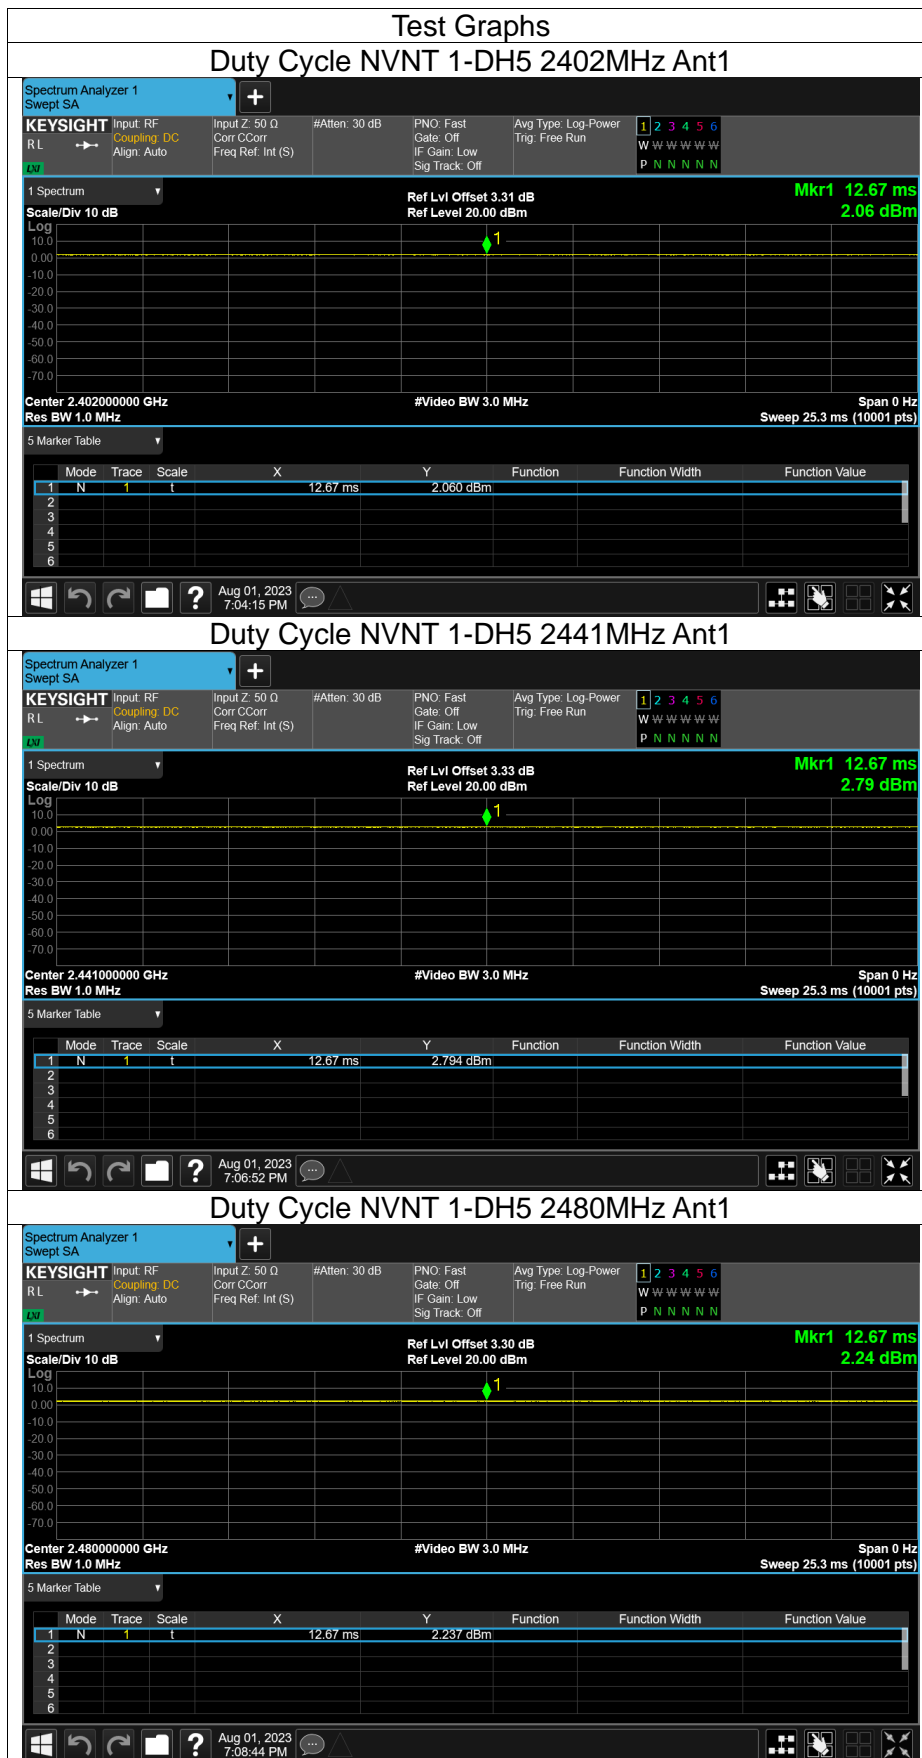 Test Graphs
Duty Cycle NVNT 1-DH5 2402MHz Ant1
Spectrum Analyzer 1
Swept SA
+
KEYSIGHT Input: RF Input Z: 50 Ω #Atten: 30 dB PNO: Fast Avg Type: Log-Power 1 2 3 4 5 6
RL Coupling: DC Corr CCorr Gate: Off Trig: Free Run W W W W W W
Align: Auto Freq Ref: Int (S) IF Gain: Low P N N N N N
LXI Sig Track: Off
1 Spectrum Ref Lvl Offset 3.31 dB Mkr1 12.67 ms
Scale/Div 10 dB Ref Level 20.00 dBm 2.06 dBm
Log
10.0 1
0.00
-10.0
-20.0
-30.0
-40.0
-50.0
-60.0
-70.0
Center 2.402000000 GHz #Video BW 3.0 MHz Span 0 Hz
Res BW 1.0 MHz Sweep 25.3 ms (10001 pts)
5 Marker Table
Mode Trace Scale X Y Function Function Width Function Value
1 N 1 t 12.67 ms 2.060 dBm
2
3
4
5
6
? Aug 01, 2023
7:04:15 PM
Duty Cycle NVNT 1-DH5 2441MHz Ant1
Spectrum Analyzer 1
Swept SA
+
KEYSIGHT Input: RF Input Z: 50 Ω #Atten: 30 dB PNO: Fast Avg Type: Log-Power 1 2 3 4 5 6
RL Coupling: DC Corr CCorr Gate: Off Trig: Free Run W W W W W W
Align: Auto Freq Ref: Int (S) IF Gain: Low P N N N N N
LXI Sig Track: Off
1 Spectrum Ref Lvl Offset 3.33 dB Mkr1 12.67 ms
Scale/Div 10 dB Ref Level 20.00 dBm 2.79 dBm
Log
10.0 1
0.00
-10.0
-20.0
-30.0
-40.0
-50.0
-60.0
-70.0
Center 2.441000000 GHz #Video BW 3.0 MHz Span 0 Hz
Res BW 1.0 MHz Sweep 25.3 ms (10001 pts)
5 Marker Table
Mode Trace Scale X Y Function Function Width Function Value
1 N 1 t 12.67 ms 2.794 dBm
2
3
4
5
6
? Aug 01, 2023
7:06:52 PM
Duty Cycle NVNT 1-DH5 2480MHz Ant1
Spectrum Analyzer 1
Swept SA
+
KEYSIGHT Input: RF Input Z: 50 Ω #Atten: 30 dB PNO: Fast Avg Type: Log-Power 1 2 3 4 5 6
RL Coupling: DC Corr CCorr Gate: Off Trig: Free Run W W W W W W
Align: Auto Freq Ref: Int (S) IF Gain: Low P N N N N N
LXI Sig Track: Off
1 Spectrum Ref Lvl Offset 3.30 dB Mkr1 12.67 ms
Scale/Div 10 dB Ref Level 20.00 dBm 2.24 dBm
Log
10.0 1
0.00
-10.0
-20.0
-30.0
-40.0
-50.0
-60.0
-70.0
Center 2.480000000 GHz #Video BW 3.0 MHz Span 0 Hz
Res BW 1.0 MHz Sweep 25.3 ms (10001 pts)
5 Marker Table
Mode Trace Scale X Y Function Function Width Function Value
1 N 1 t 12.67 ms 2.237 dBm
2
3
4
5
6
? Aug 01, 2023
7:08:44 PM